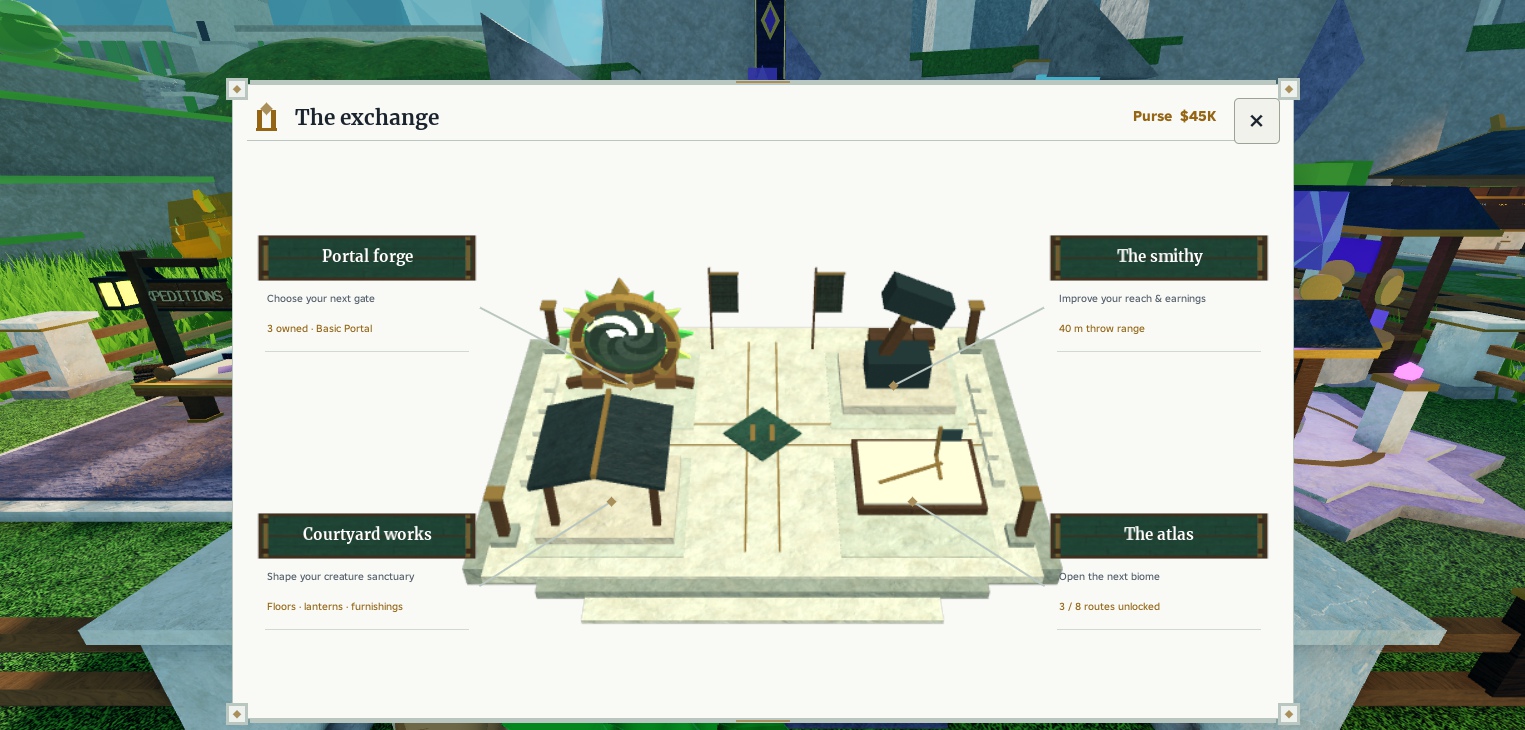 The exchange
Purse $45K
Portal forge
Choose your next gate
3 owned · Basic Portal
The smithy
Improve your reach & earnings
40 m throw range
EXPEDITIONS
Courtyard works
Shape your creature sanctuary
Floors · lanterns · furnishings
The atlas
Open the next biome
3 / 8 routes unlocked